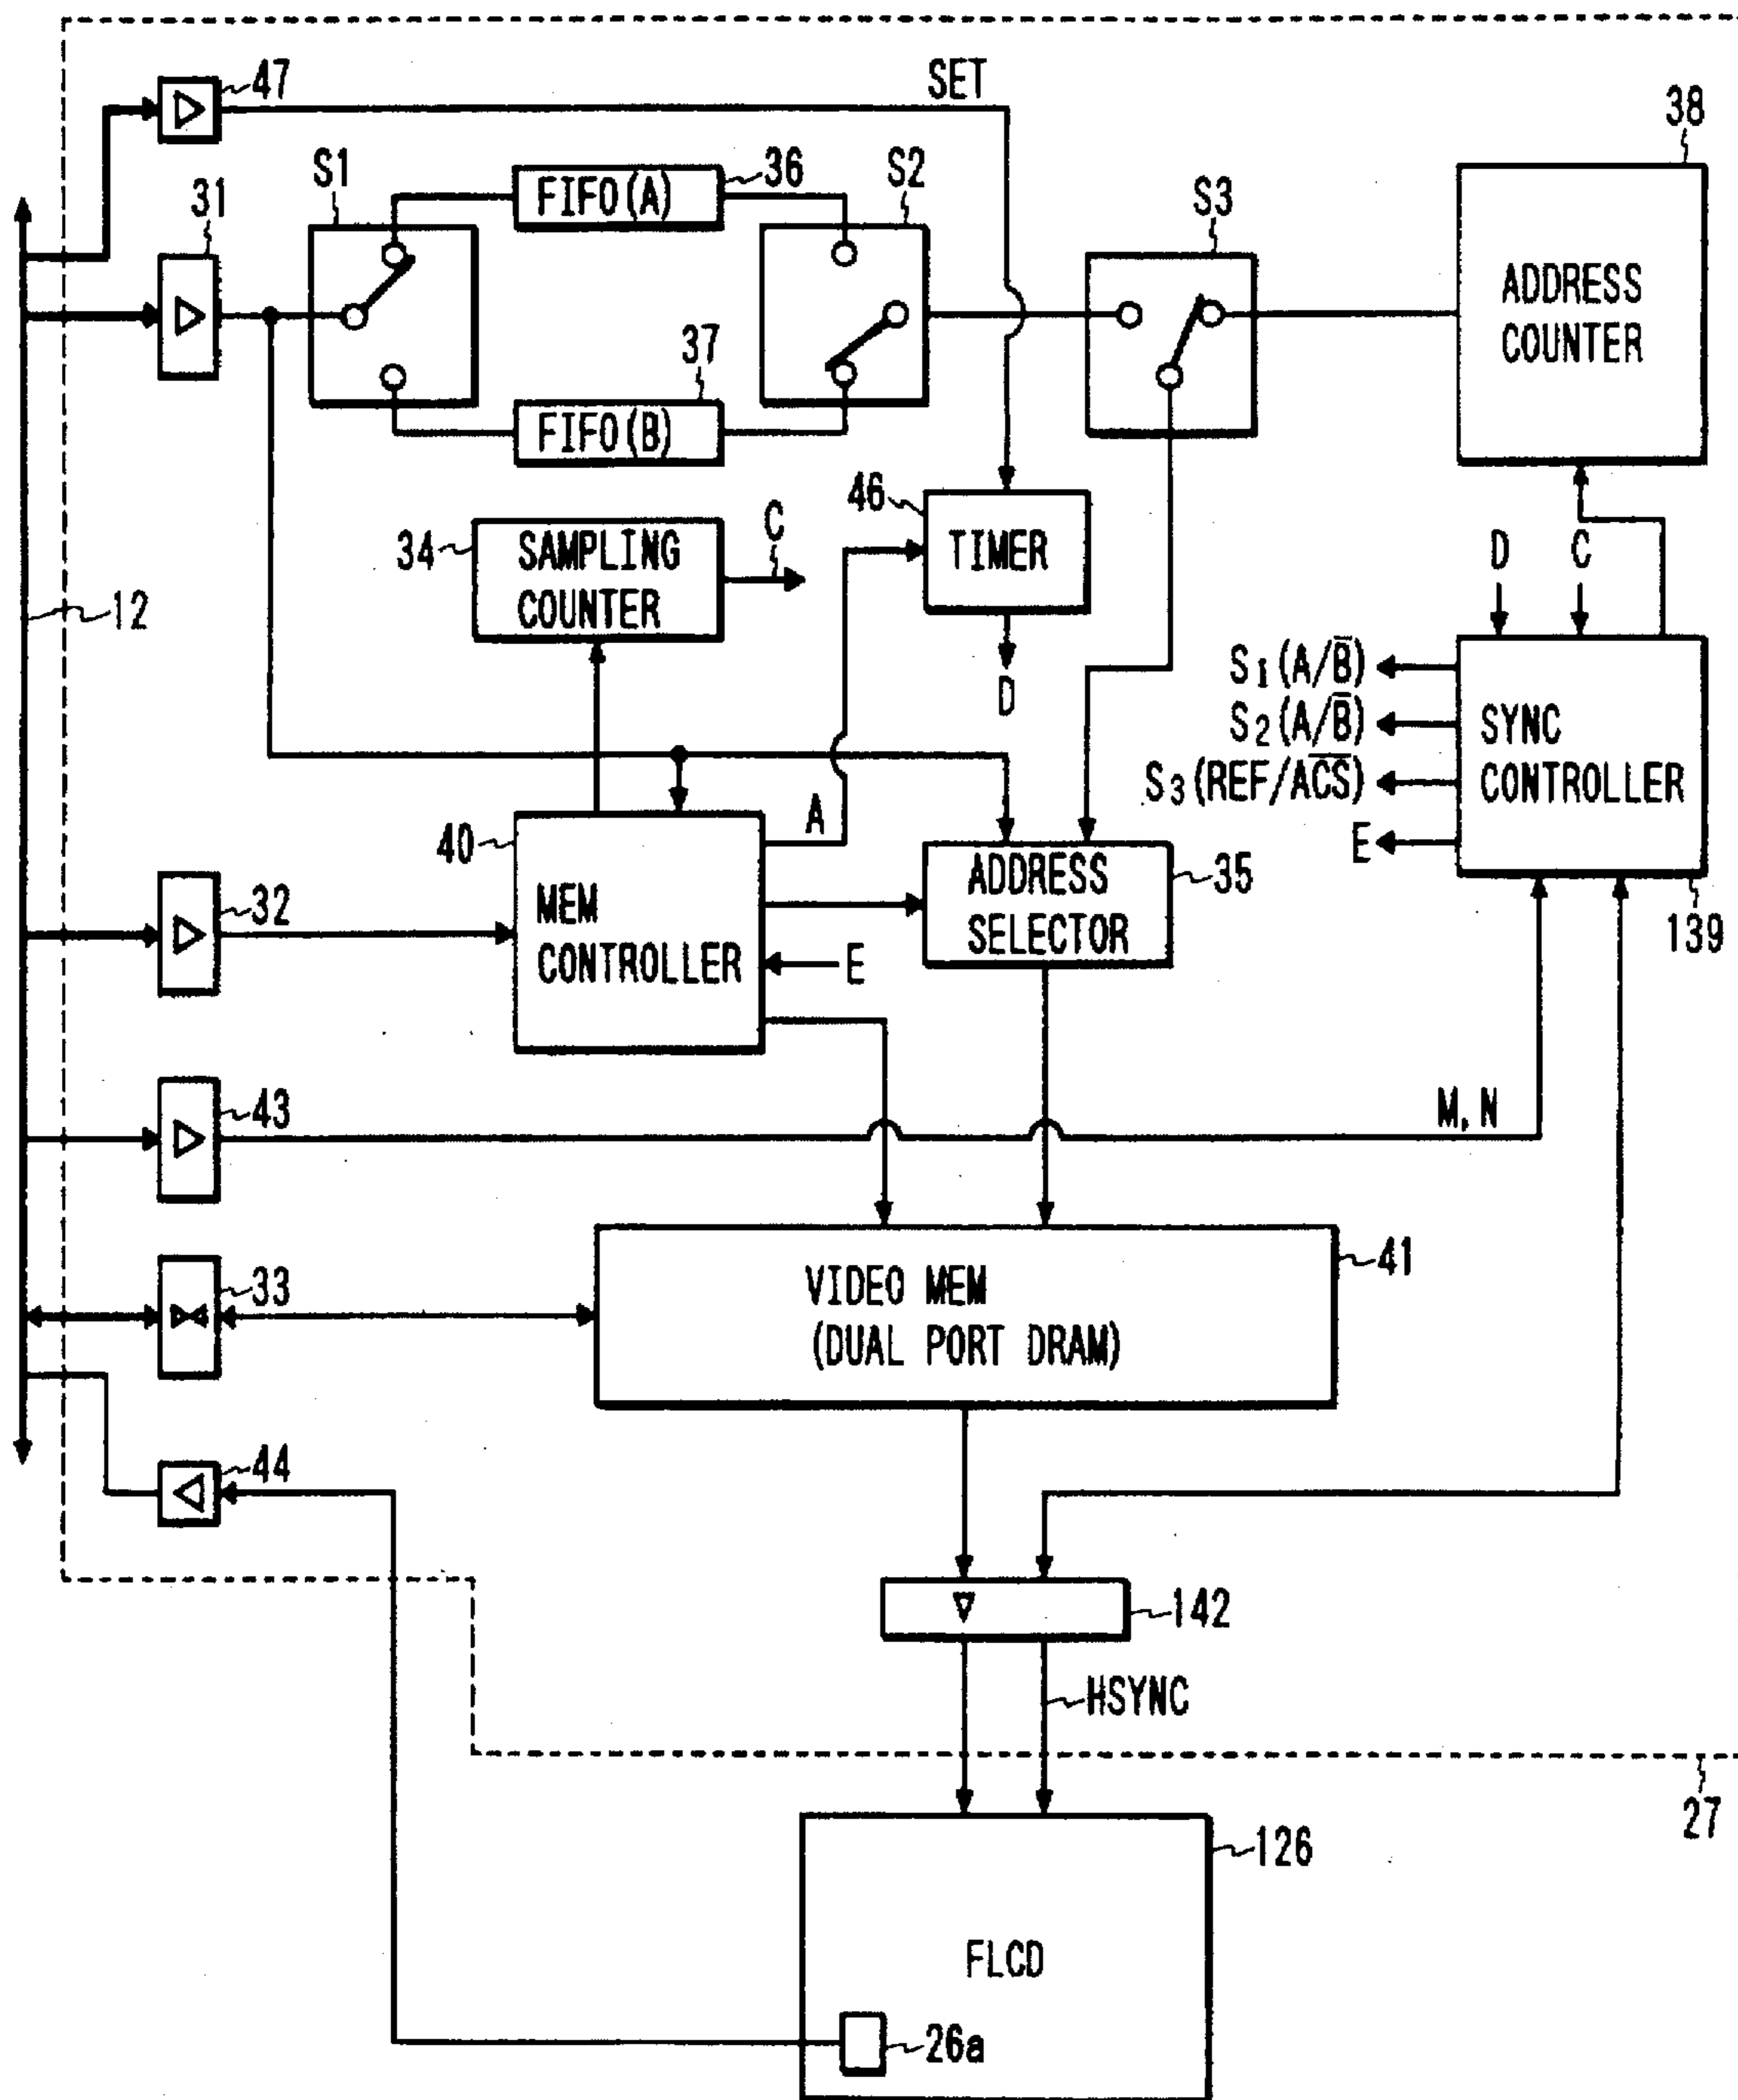 47
SET
38
31
S1
FIFO(A)
36
S2
S3
ADDRESS
COUNTER
37
FIFO(B)
46
TIMER
34
SAMPLING
COUNTER
C
D
C
12
D
S1(A/B̅)
S2(A/B̅)
S3(REF/AC̅S̅)
E
SYNC
CONTROLLER
A
40
MEM
CONTROLLER
ADDRESS
SELECTOR
35
32
139
E
43
M, N
33
VIDEO MEM
(DUAL PORT DRAM)
41
44
142
HSYNC
27
126
FLCD
26a